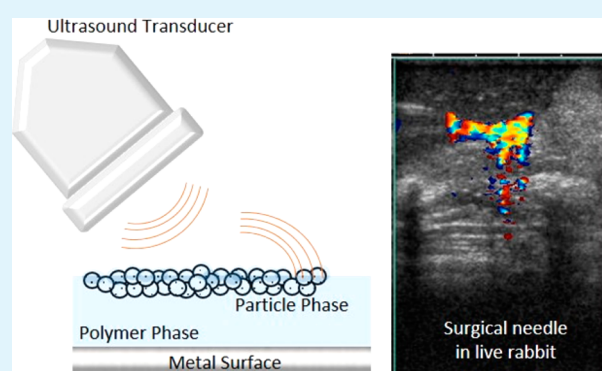 Ultrasound Transducer
Particle Phase
Polymer Phase
Metal Surface
Surgical needle
in live rabbit